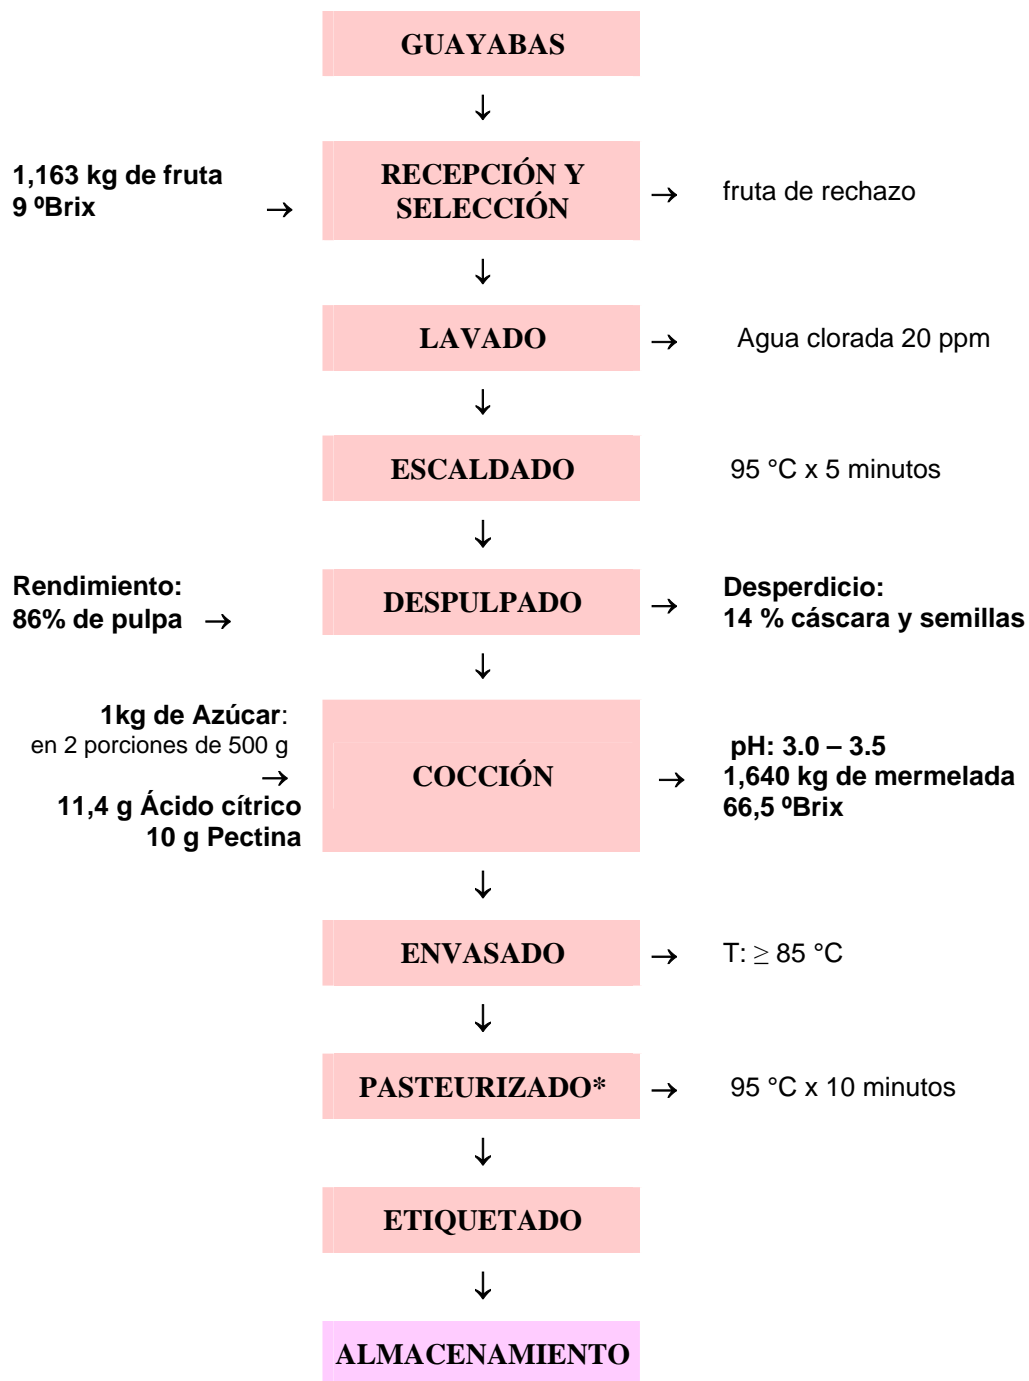 GUAYABAS
↓
1,163 kg de fruta
9 ºBrix →
RECEPCIÓN Y
SELECCIÓN
→ fruta de rechazo
↓
LAVADO
→ Agua clorada 20 ppm
↓
ESCALDADO
95 °C x 5 minutos
↓
Rendimiento:
86% de pulpa →
DESPULPADO
→ Desperdicio:
14 % cáscara y semillas
↓
1kg de Azúcar:
en 2 porciones de 500 g
→
11,4 g Ácido cítrico
10 g Pectina
COCCIÓN
→
pH: 3.0 – 3.5
1,640 kg de mermelada
66,5 ºBrix
↓
ENVASADO
→ T: ≥ 85 °C
↓
PASTEURIZADO*
→ 95 °C x 10 minutos
↓
ETIQUETADO
↓
ALMACENAMIENTO